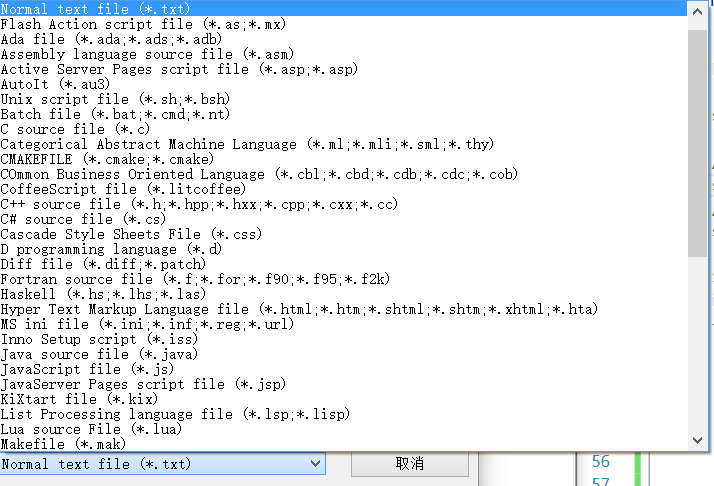 Normal text file (*.txt)
Flash Action script file (*.as;*.mx)
Ada file (*.ada;*.ads;*.adb)
Assembly language source file (*.asm)
Active Server Pages script file (*.asp;*.asp)
AutoIt (*.au3)
Unix script file (*.sh;*.bsh)
Batch file (*.bat;*.cmd;*.nt)
C source file (*.c)
Categorical Abstract Machine Language (*.ml;*.mli;*.sml;*.thy)
CMAKEFILE (*.cmake;*.cmake)
COmmon Business Oriented Language (*.cbl;*.cbd;*.cdb;*.cdc;*.cob)
CoffeeScript file (*.litcoffee)
C++ source file (*.h;*.hpp;*.hxx;*.cpp;*.cxx;*.cc)
C# source file (*.cs)
Cascade Style Sheets File (*.css)
D programming language (*.d)
Diff file (*.diff;*.patch)
Fortran source file (*.f;*.for;*.f90;*.f95;*.f2k)
Haskell (*.hs;*.lhs;*.las)
Hyper Text Markup Language file (*.html;*.htm;*.shtml;*.shtm;*.xhtml;*.hta)
MS ini file (*.ini;*.inf;*.reg;*.url)
Inno Setup script (*.iss)
Java source file (*.java)
JavaScript file (*.js)
JavaServer Pages script file (*.jsp)
KiXtart file (*.kix)
List Processing language file (*.lsp;*.lisp)
Lua source File (*.lua)
Makefile (*.mak)
Normal text file (*.txt)
取消
56
57